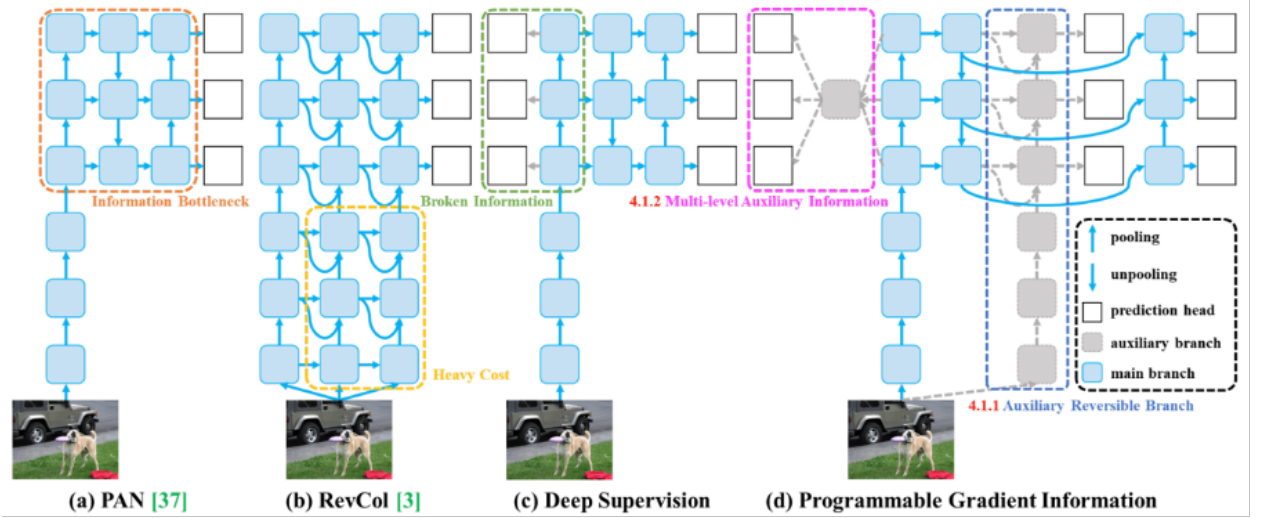 Information Bottleneck
Broken Information
4.1.2 Multi-level Auxiliary Information
pooling
unpooling
prediction head
auxiliary branch
main branch
Heavy Cost
4.1.1 Auxiliary Reversible Branch
(a) PAN [37]
(b) RevCol [3]
(c) Deep Supervision
(d) Programmable Gradient Information